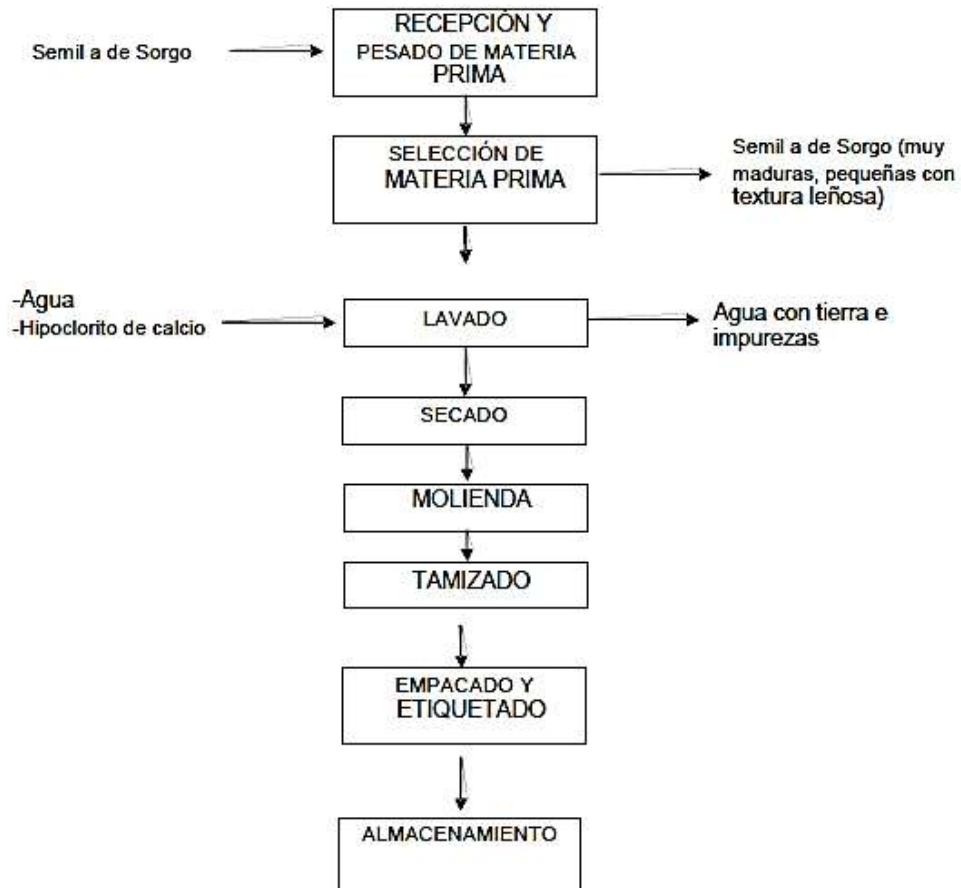 RECEPCIÓN Y
PESADO DE MATERIA
PRIMA
Semil a de Sorgo
SELECCIÓN DE
MATERIA PRIMA
Semil a de Sorgo (muy
maduras, pequeñas con
textura leñosa)
-Agua
-Hipoclorito de calcio
LAVADO
Agua con tierra e
impurezas
SECADO
MOLIENDA
TAMIZADO
EMPACADO Y
ETIQUETADO
ALMACENAMIENTO